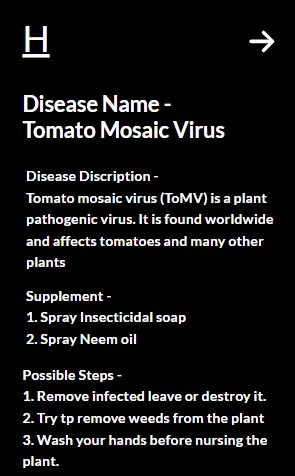 H
Disease Name -
Tomato Mosaic Virus
Disease Discription -
Tomato mosaic virus (ToMV) is a plant
pathogenic virus. It is found worldwide
and affects tomatoes and many other
plants
Supplement -
1. Spray Insecticidal soap
2. Spray Neem oil
Possible Steps -
1. Remove infected leave or destroy it.
2. Try tp remove weeds from the plant
3. Wash your hands before nursing the
plant.